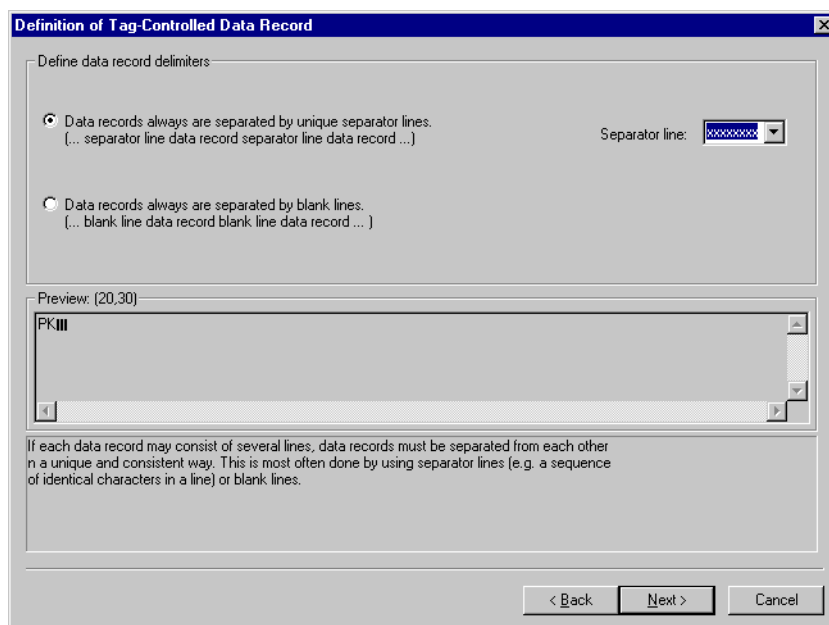 Definition of Tag-Controlled Data Record
Define data record delimiters
Data records always are separated by unique separator lines.
(... separator line data record separator line data record ...)
Separator line:
xxxxxxxx
Data records always are separated by blank lines.
(... blank line data record blank line data record ... )
Preview: (20,30)
PK
If each data record may consist of several lines, data records must be separated from each other
n a unique and consistent way. This is most often done by using separator lines (e.g. a sequence
of identical characters in a line) or blank lines.
< Back
Next >
Cancel